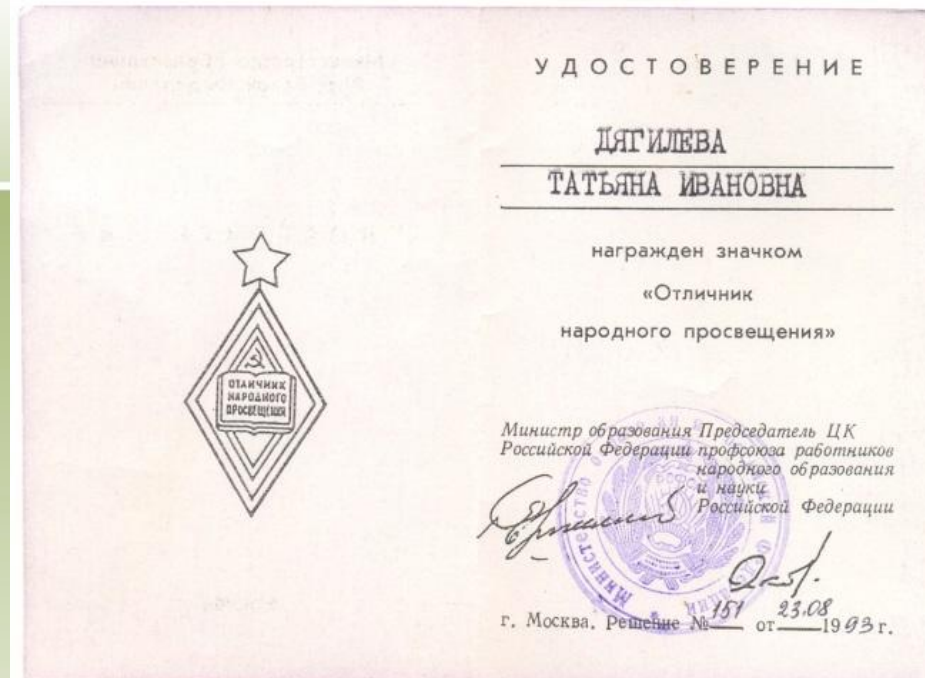 ОТЛИЧНИК
НАРОДНОГО
ПРОСВЕЩЕНИЯ
УДОСТОВЕРЕНИЕ
ДЯГИЛЕВА
ТАТЬЯНА ИВАНОВНА
награжден значком
«Отличник
народного просвещения»
Министр образования
Российской Федерации
Председатель ЦК
профсоюза работников
народного образования
и науки
Российской Федерации
г. Москва. Решение № 151 от 23.08 1993 г.